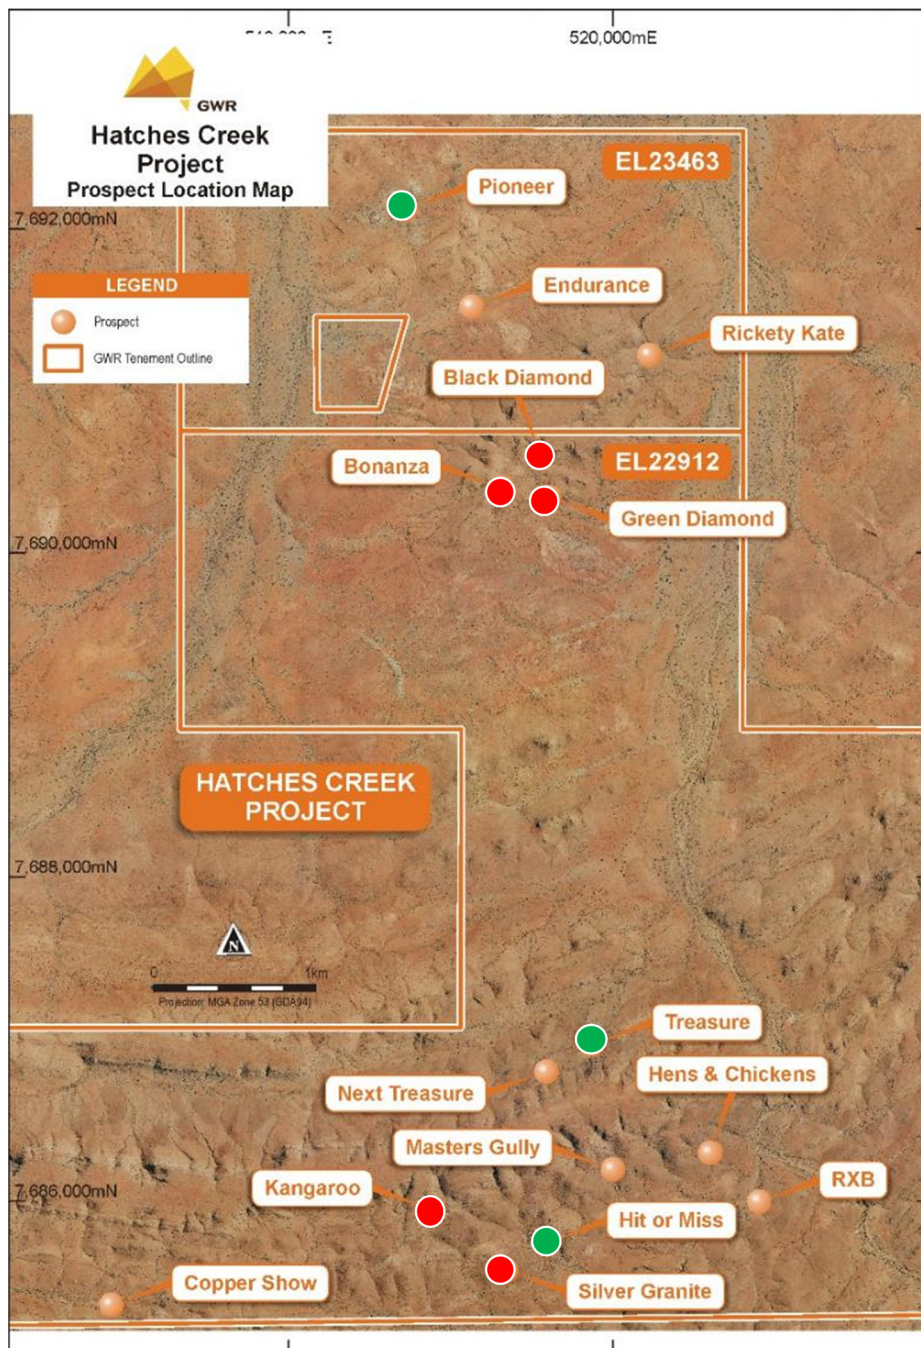 520,000mE
GWR
Hatches Creek
Project
Prospect Location Map
EL23463
Pioneer
7,692,000mN
LEGEND
Prospect
GWR Tenement Outline
Endurance
Rickety Kate
Black Diamond
Bonanza
EL22912
Green Diamond
7,690,000mN
HATCHES CREEK
PROJECT
7,688,000mN
N
0 1km
Projection: MGA Zone 53 (GDA94)
Treasure
Next Treasure
Hens & Chickens
Masters Gully
7,686,000mN
Kangaroo
RXB
Hit or Miss
Copper Show
Silver Granite